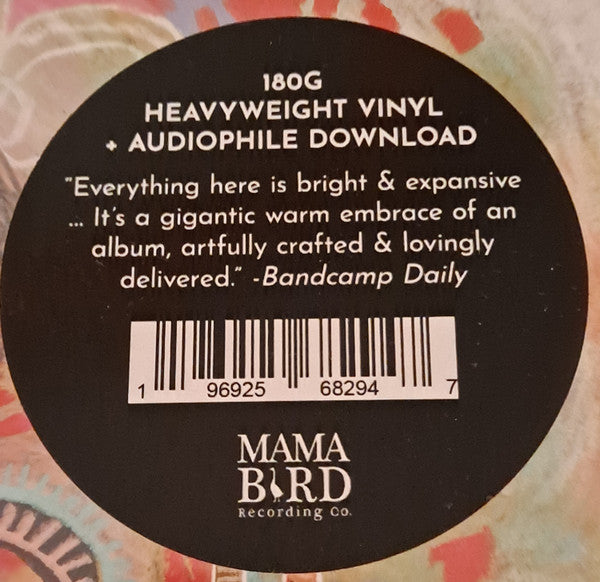 180G
HEAVYWEIGHT VINYL
+ AUDIOPHILE DOWNLOAD
"Everything here is bright & expansive
... It's a gigantic warm embrace of an
album, artfully crafted & lovingly
delivered." -Bandcamp Daily
1 96925 68294 7
MAMA
BIRD
Recording Co.